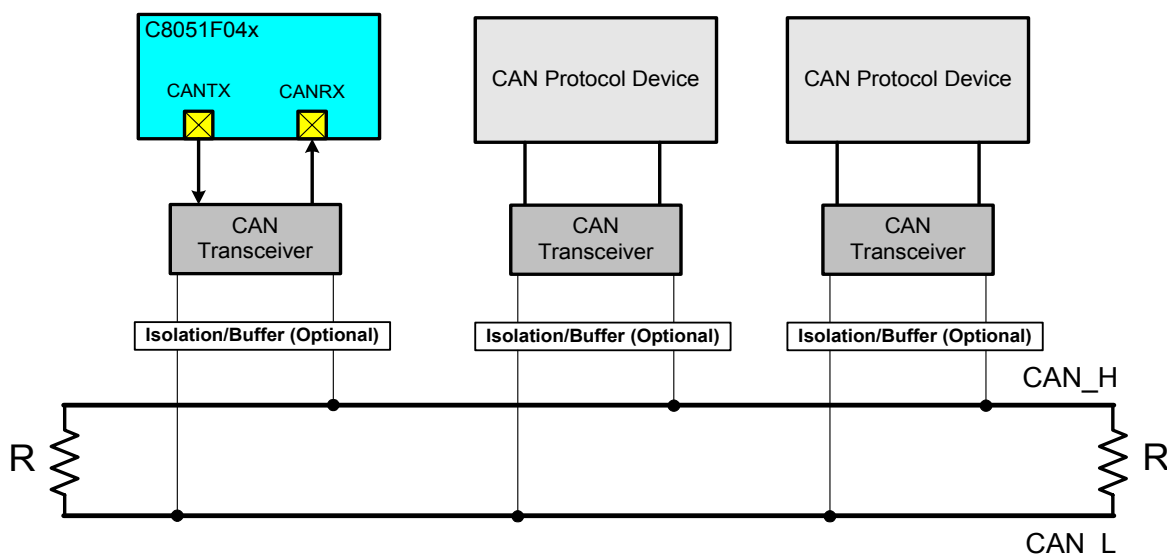 C8051F04x
CANTX
CANRX
CAN Protocol Device
CAN Protocol Device
CAN
Transceiver
CAN
Transceiver
CAN
Transceiver
Isolation/Buffer (Optional)
Isolation/Buffer (Optional)
Isolation/Buffer (Optional)
CAN_H
R
R
CAN_L